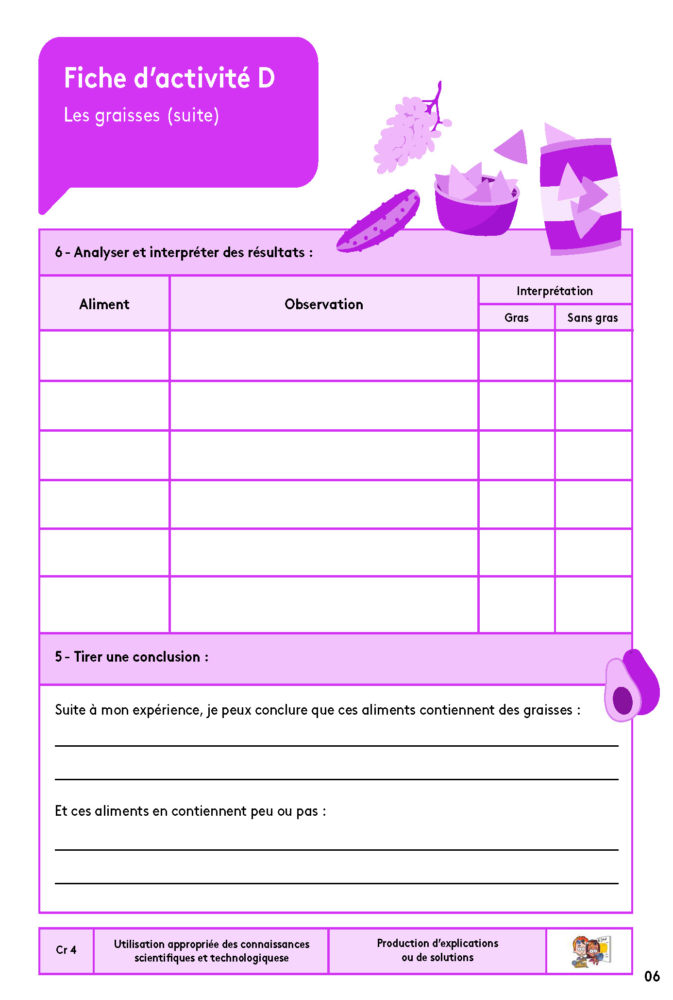 Fiche d’activité D
Les graisses (suite)
6 - Analyser et interpréter des résultats :
Aliment
Observation
Interprétation
Gras
Sans gras
5 - Tirer une conclusion :
Suite à mon expérience, je peux conclure que ces aliments contiennent des graisses :
Et ces aliments en contiennent peu ou pas :
Cr 4
Utilisation appropriée des connaissances
scientifiques et technologiquese
Production d’explications
ou de solutions
06